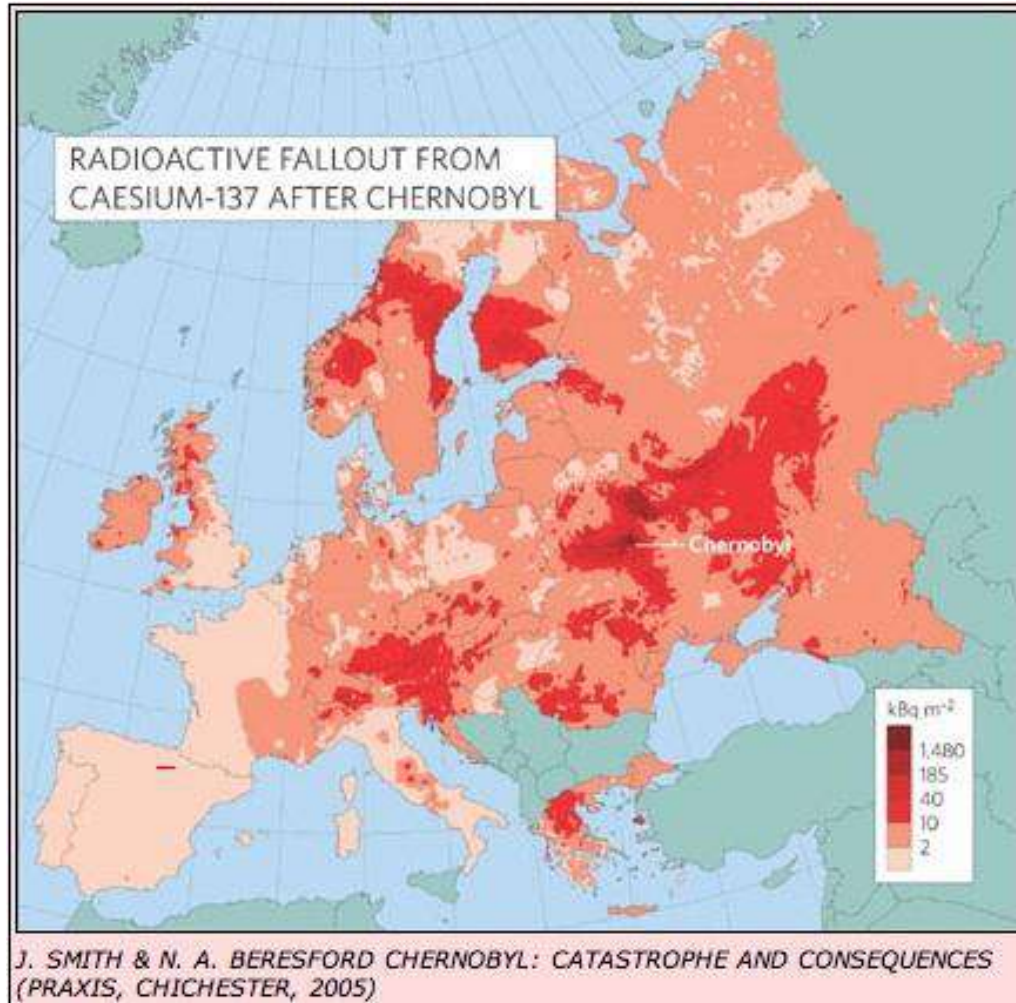 RADIOACTIVE FALLOUT FROM
CAESIUM-137 AFTER CHERNOBYL
Chernobyl
kBq m⁻²
1,480
185
40
10
2
J. SMITH & N. A. BERESFORD CHERNOBYL: CATASTROPHE AND CONSEQUENCES
(PRAXIS, CHICHESTER, 2005)